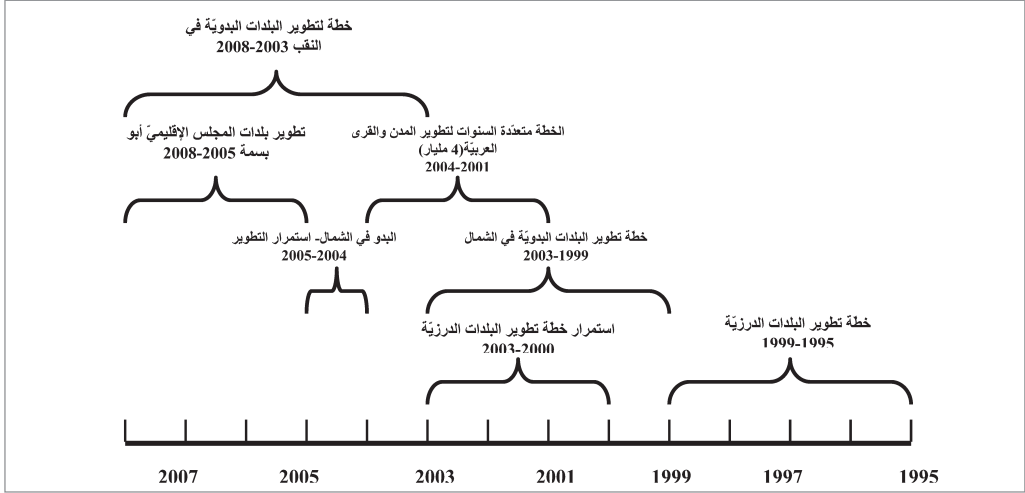 خطة لتطوير البلدات البدويّة في
النقب 2003-2008
تطوير بلدات المجلس الإقليميّ أبو
بسمة 2005-2008
الخطة متعدّدة السنوات لتطوير المدن والقرى
العربيّة(4 مليار)
2001-2004
البدو في الشمال- استمرار التطوير
2004-2005
خطة تطوير البلدات البدويّة في الشمال
1999-2003
استمرار خطة تطوير البلدات الدرزيّة
2000-2003
خطة تطوير البلدات الدرزيّة
1995-1999
1995 1997 1999 2001 2003 2005 2007